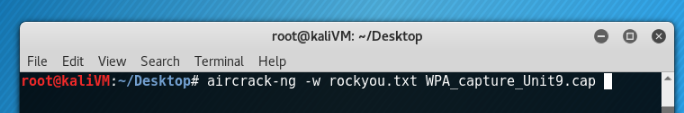 root@kaliVM: ~/Desktop
File Edit View Search Terminal Help
root@kaliVM:~/Desktop# aircrack-ng -w rockyou.txt WPA_capture_Unit9.cap